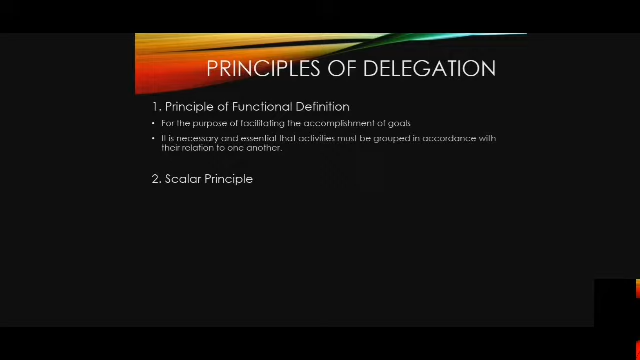 PRINCIPLES OF DELEGATION
1. Principle of Functional Definition
• For the purpose of facilitating the accomplishment of goals
• It is necessary and essential that activities must be grouped in accordance with
their relation to one another.
2. Scalar Principle